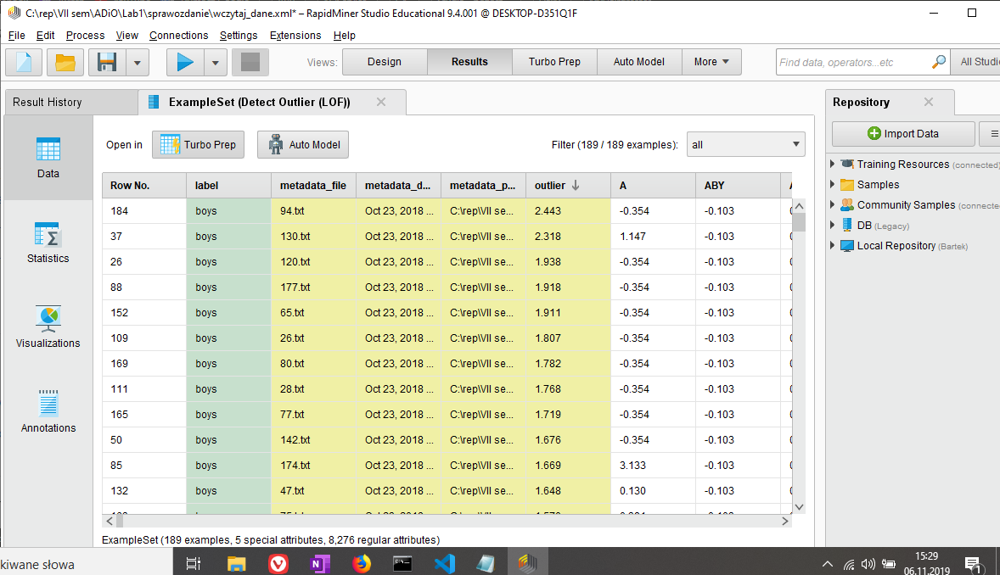 C:\rep\VII sem\ADiO\Lab1\sprawozdanie\wczytaj_dane.xml* – RapidMiner Studio Educational 9.4.001 @ DESKTOP-D351Q1F
File Edit Process View Connections Settings Extensions Help
Views: Design Results Turbo Prep Auto Model More Find data, operators...etc All Studi
Result History ExampleSet (Detect Outlier (LOF)) Repository
Open in Turbo Prep Auto Model Filter (189 / 189 examples): all Import Data
Data
Statistics
Visualizations
Annotations
Row No. label metadata_file metadata_d... metadata_p... outlier A ABY
184 boys 94.txt Oct 23, 2018 ... C:\rep\VII se... 2.443 -0.354 -0.103
37 boys 130.txt Oct 23, 2018 ... C:\rep\VII se... 2.318 1.147 -0.103
26 boys 120.txt Oct 23, 2018 ... C:\rep\VII se... 1.938 -0.354 -0.103
88 boys 177.txt Oct 23, 2018 ... C:\rep\VII se... 1.918 -0.354 -0.103
152 boys 65.txt Oct 23, 2018 ... C:\rep\VII se... 1.911 -0.354 -0.103
109 boys 26.txt Oct 23, 2018 ... C:\rep\VII se... 1.807 -0.354 -0.103
169 boys 80.txt Oct 23, 2018 ... C:\rep\VII se... 1.782 -0.354 -0.103
111 boys 28.txt Oct 23, 2018 ... C:\rep\VII se... 1.768 -0.354 -0.103
165 boys 77.txt Oct 23, 2018 ... C:\rep\VII se... 1.719 -0.354 -0.103
50 boys 142.txt Oct 23, 2018 ... C:\rep\VII se... 1.676 -0.354 -0.103
85 boys 174.txt Oct 23, 2018 ... C:\rep\VII se... 1.669 3.133 -0.103
132 boys 47.txt Oct 23, 2018 ... C:\rep\VII se... 1.648 0.130 -0.103
ExampleSet (189 examples, 5 special attributes, 8,276 regular attributes)
Training Resources (connected)
Samples
Community Samples (connecte
DB (Legacy)
Local Repository (Bartek)
kiwane słowa
15:29
06.11.2019
1